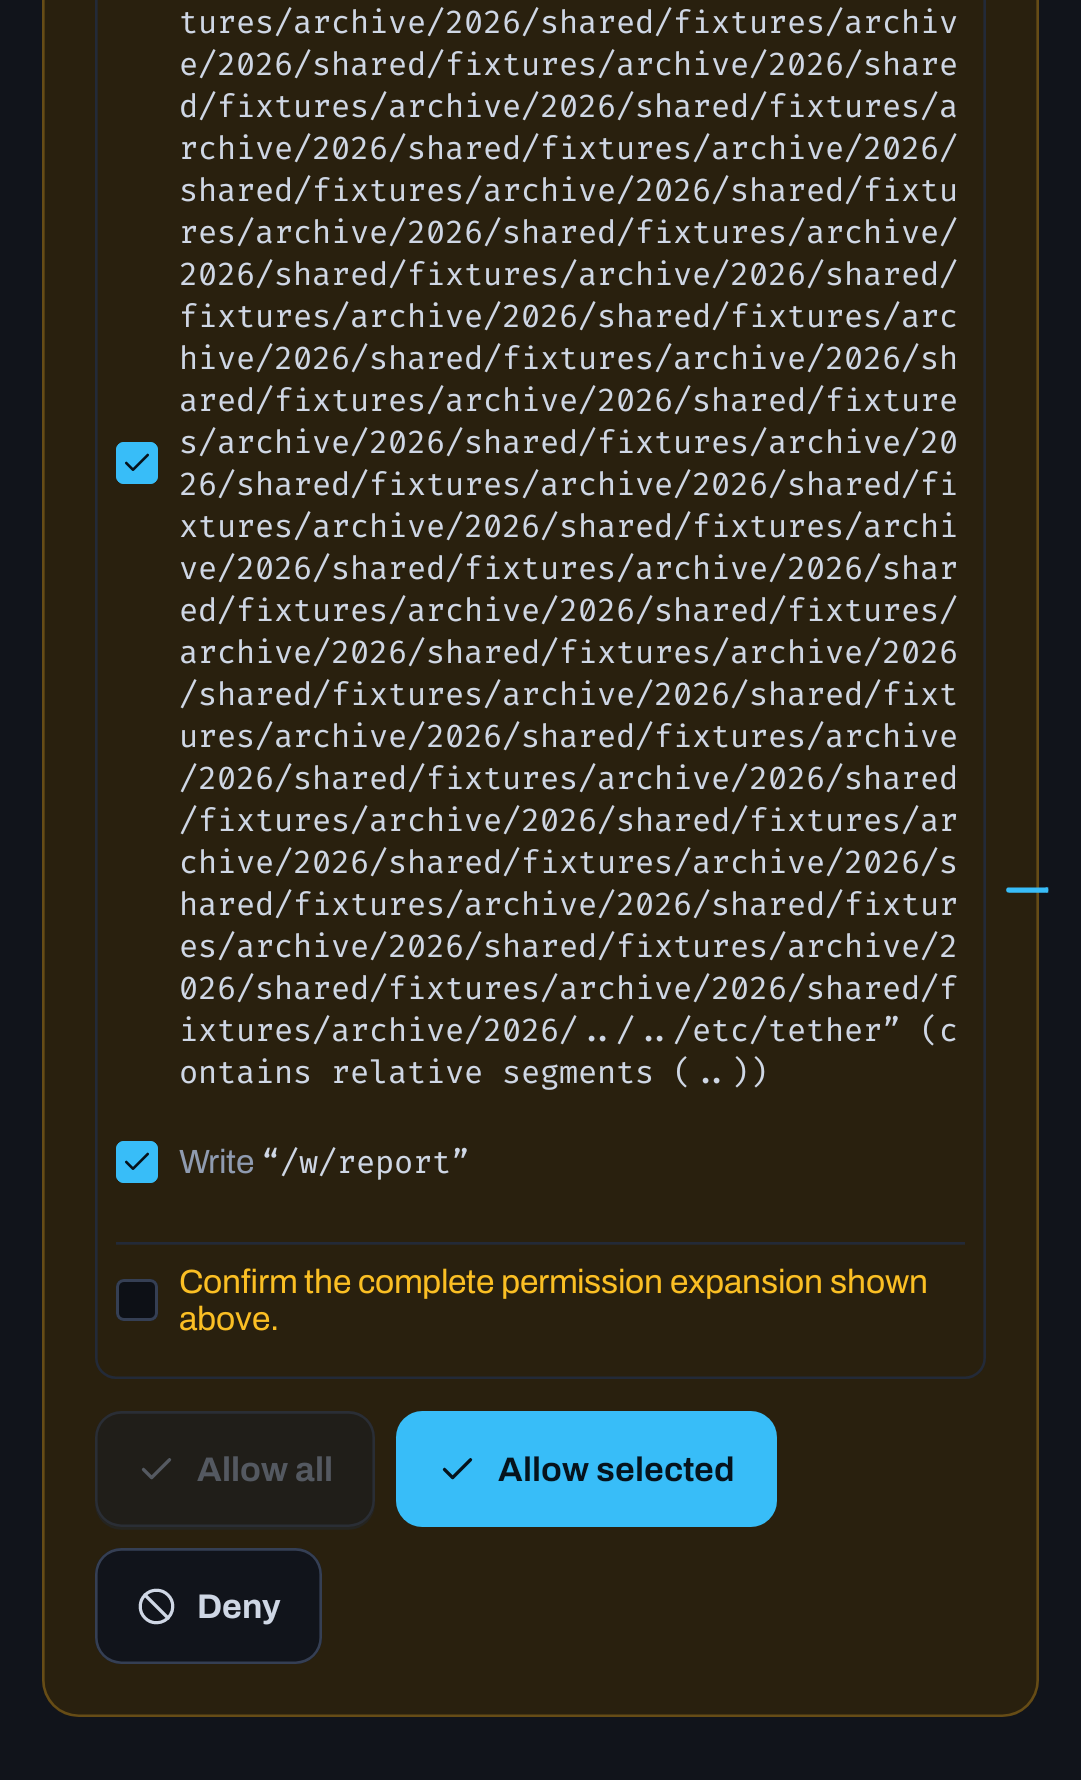 tures/archive/2026/shared/fixtures/archiv
e/2026/shared/fixtures/archive/2026/share
d/fixtures/archive/2026/shared/fixtures/a
rchive/2026/shared/fixtures/archive/2026/
shared/fixtures/archive/2026/shared/fixtu
res/archive/2026/shared/fixtures/archive/
2026/shared/fixtures/archive/2026/shared/
fixtures/archive/2026/shared/fixtures/arc
hive/2026/shared/fixtures/archive/2026/sh
ared/fixtures/archive/2026/shared/fixture
s/archive/2026/shared/fixtures/archive/20
26/shared/fixtures/archive/2026/shared/fi
xtures/archive/2026/shared/fixtures/archi
ve/2026/shared/fixtures/archive/2026/shar
ed/fixtures/archive/2026/shared/fixtures/
archive/2026/shared/fixtures/archive/2026
/shared/fixtures/archive/2026/shared/fixt
ures/archive/2026/shared/fixtures/archive
/2026/shared/fixtures/archive/2026/shared
/fixtures/archive/2026/shared/fixtures/ar
chive/2026/shared/fixtures/archive/2026/s
hared/fixtures/archive/2026/shared/fixtur
es/archive/2026/shared/fixtures/archive/2
026/shared/fixtures/archive/2026/shared/f
ixtures/archive/2026/../../etc/tether” (c
ontains relative segments (..))
Write “/w/report”
Confirm the complete permission expansion shown
above.
Allow all
Allow selected
Deny